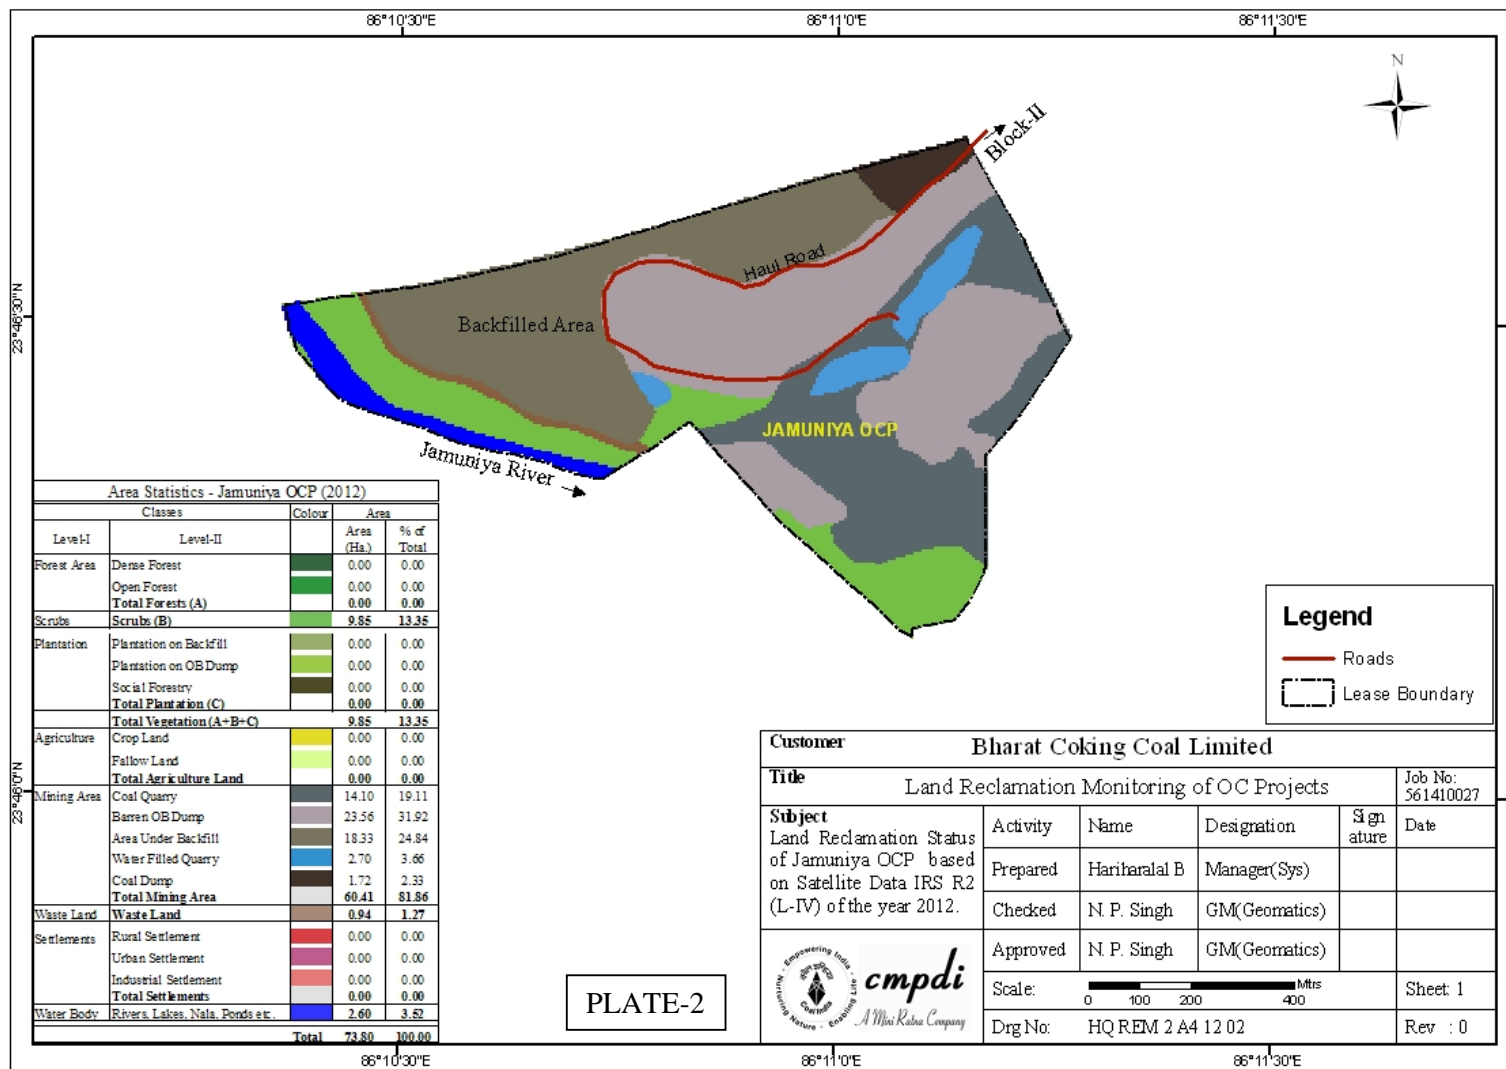 86°10'30"E 86°11'0"E 86°11'30"E
N
Block-II
Haul Road
23°46'30"N
Backfilled Area
JAMUNIYA OCP
Jamuniya River
23°46'0"N
Area Statistics - Jamuniya OCP (2012)
Classes Colour Area
Level-I Level-II Area (Ha.) % of Total
Forest Area Dense Forest 0.00 0.00
Open Forest 0.00 0.00
Total Forests (A) 0.00 0.00
Scrubs Scrubs (B) 9.85 13.35
Plantation Plantation on Backfill 0.00 0.00
Plantation on OB Dump 0.00 0.00
Social Forestry 0.00 0.00
Total Plantation (C) 0.00 0.00
Total Vegetation (A+B+C) 9.85 13.35
Agriculture Crop Land 0.00 0.00
Fallow Land 0.00 0.00
Total Agriculture Land 0.00 0.00
Mining Area Coal Quarry 14.10 19.11
Barren OB Dump 23.56 31.92
Area Under Backfill 18.33 24.84
Water Filled Quarry 2.70 3.66
Coal Dump 1.72 2.33
Total Mining Area 60.41 81.86
Waste Land Waste Land 0.94 1.27
Settlements Rural Settlement 0.00 0.00
Urban Settlement 0.00 0.00
Industrial Settlement 0.00 0.00
Total Settlements 0.00 0.00
Water Body Rivers, Lakes, Nala, Ponds etc.. 2.60 3.52
Total 73.80 100.00
PLATE-2
Legend
Roads
Lease Boundary
Customer Bharat Coking Coal Limited
Title Land Reclamation Monitoring of OC Projects
Job No: 561410027
Subject
Land Reclamation Status
of Jamuniya OCP based
on Satellite Data IRS R2
(L-IV) of the year 2012.
Activity Name Designation Sign ature Date
Prepared Hariharalal B Manager(Sys)
Checked N. P. Singh GM(Geomatics)
Approved N. P. Singh GM(Geomatics)
Scale: 0 100 200 400 Mtrs Sheet: 1
Drg No: HQ REM 2 A4 12 02 Rev : 0
Empowering India · Enabling Life · Nurturing Nature
Coal India
cmpdi
A Mini Ratna Company
86°10'30"E 86°11'0"E 86°11'30"E